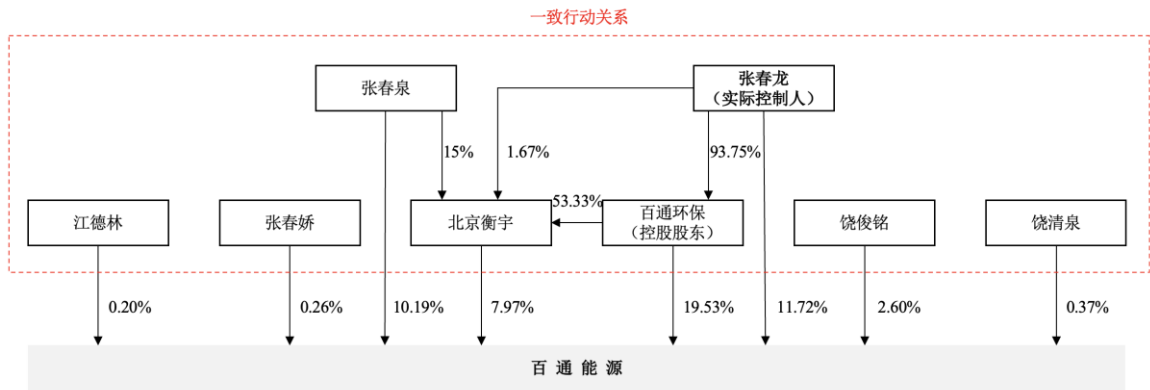 一致行动关系
张春泉
张春龙
（实际控制人）
15%
1.67%
93.75%
53.33%
江德林
张春娇
北京衡宇
百通环保
（控股股东）
饶俊铭
饶清泉
0.20%
0.26%
10.19%
7.97%
19.53%
11.72%
2.60%
0.37%
百通能源